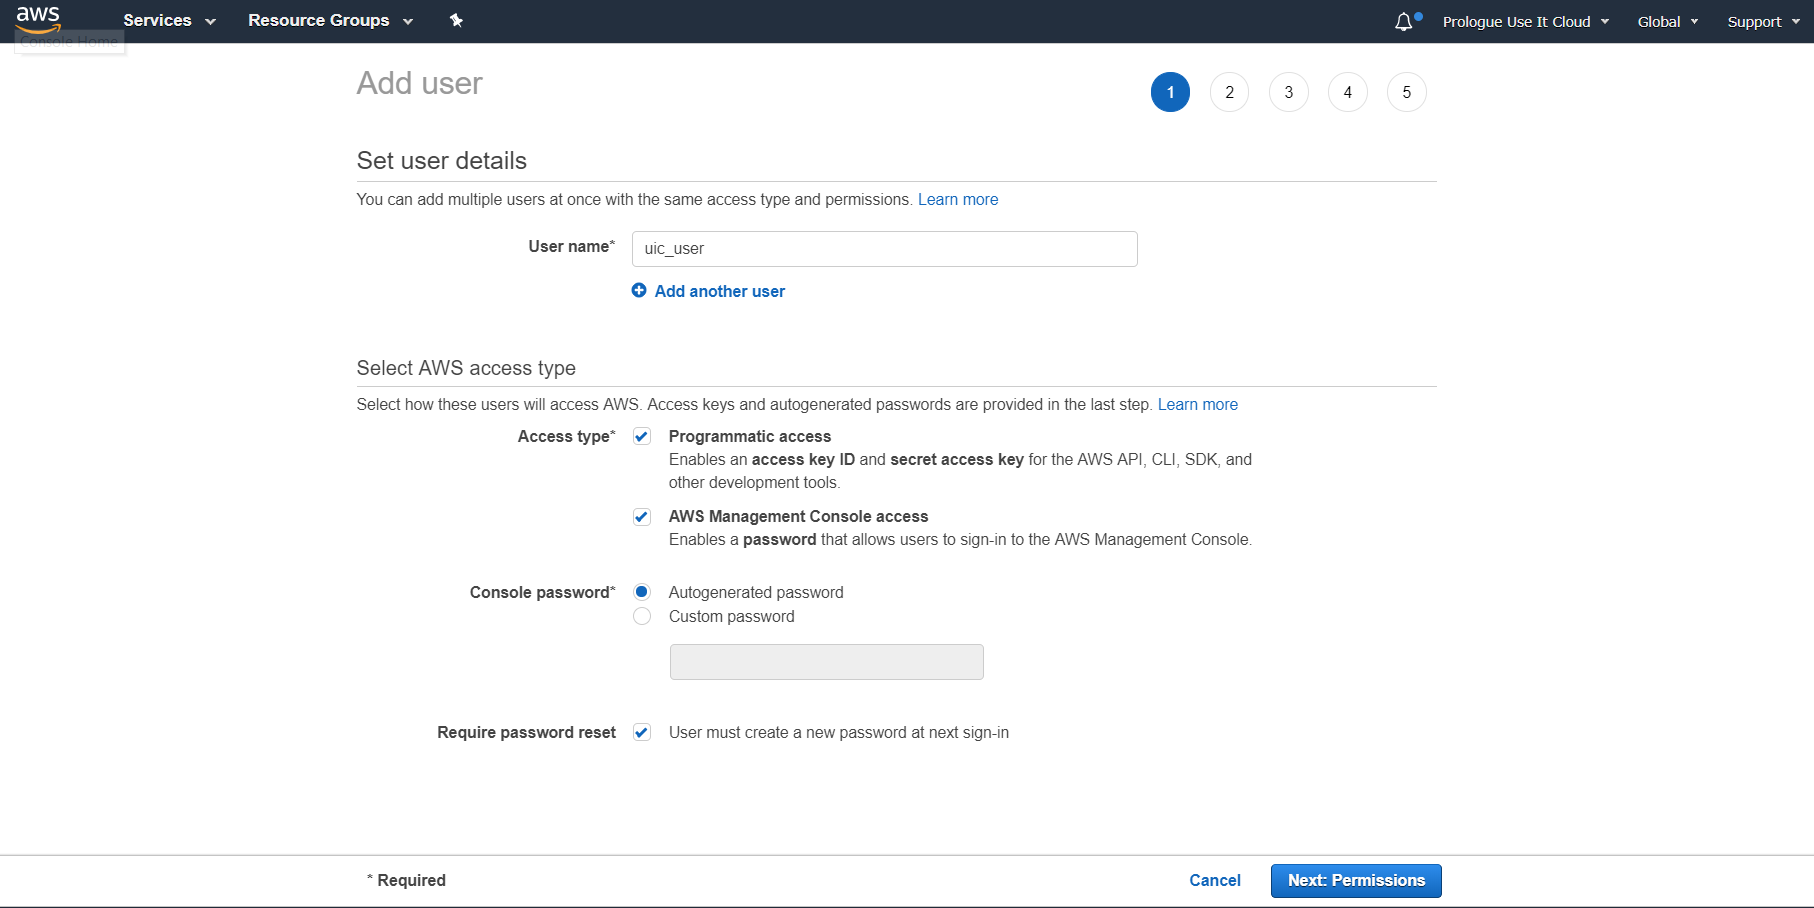 aws Services Resource Groups Prologue Use It Cloud Global Support
Console Home
Add user
1 2 3 4 5
Set user details
You can add multiple users at once with the same access type and permissions. Learn more
User name* uic_user
Add another user
Select AWS access type
Select how these users will access AWS. Access keys and autogenerated passwords are provided in the last step. Learn more
Access type* Programmatic access
Enables an access key ID and secret access key for the AWS API, CLI, SDK, and
other development tools.
AWS Management Console access
Enables a password that allows users to sign-in to the AWS Management Console.
Console password* Autogenerated password
Custom password
Require password reset User must create a new password at next sign-in
* Required Cancel Next: Permissions